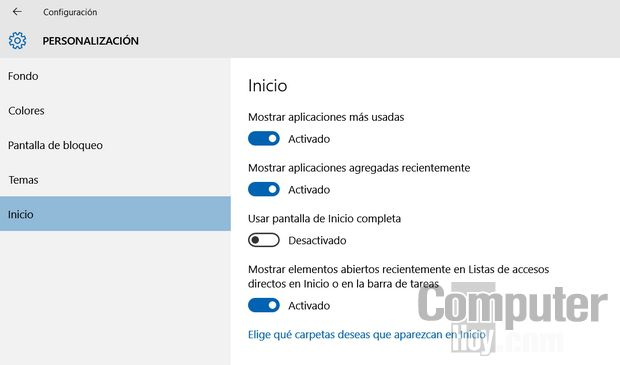 Configuración
PERSONALIZACIÓN
Fondo
Colores
Pantalla de bloqueo
Temas
Inicio
Inicio
Mostrar aplicaciones más usadas
Activado
Mostrar aplicaciones agregadas recientemente
Activado
Usar pantalla de Inicio completa
Desactivado
Mostrar elementos abiertos recientemente en Listas de accesos
directos en Inicio o en la barra de tareas
Activado
Elige qué carpetas deseas que aparezcan en Inicio
Computer
hoy.com